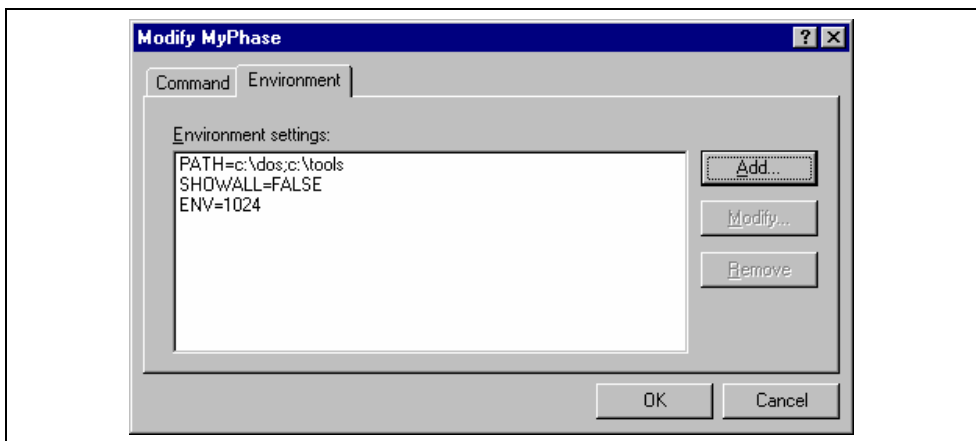 Modify MyPhase
Command Environment
Environment settings:
PATH=c:\dos;c:\tools
SHOWALL=FALSE
ENV=1024
Add...
Modify...
Remove
OK Cancel